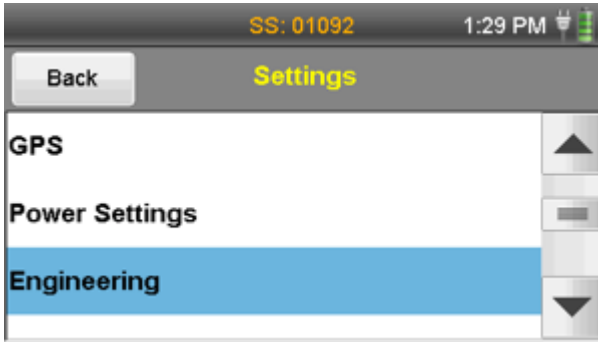 SS: 01092 1:29 PM
Back Settings
GPS
Power Settings
Engineering